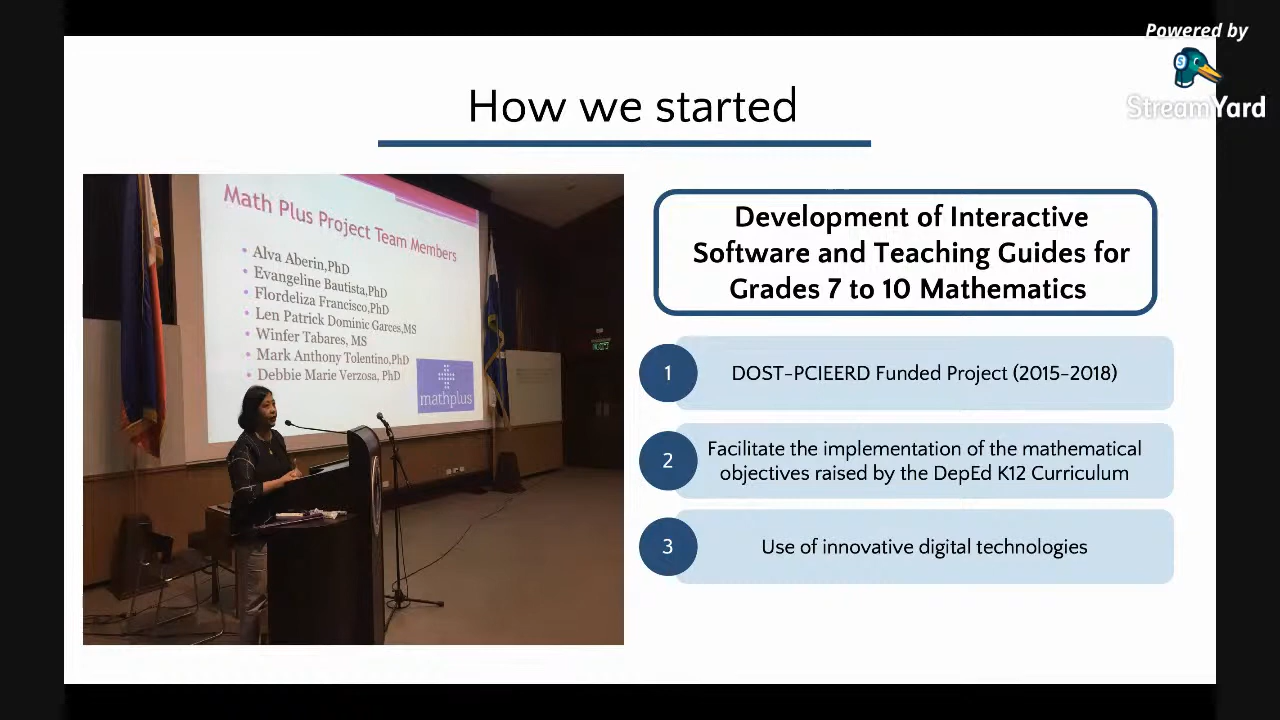 Powered by
StreamYard
How we started
Math Plus Project Team Members
• Alva Aberin,PhD
• Evangeline Bautista,PhD
• Flordeliza Francisco,PhD
• Len Patrick Dominic Garces,MS
• Winfer Tabares, MS
• Mark Anthony Tolentino,PhD
• Debbie Marie Verzosa, PhD
mathplus
Development of Interactive
Software and Teaching Guides for
Grades 7 to 10 Mathematics
1
DOST-PCIEERD Funded Project (2015-2018)
2
Facilitate the implementation of the mathematical
objectives raised by the DepEd K12 Curriculum
3
Use of innovative digital technologies